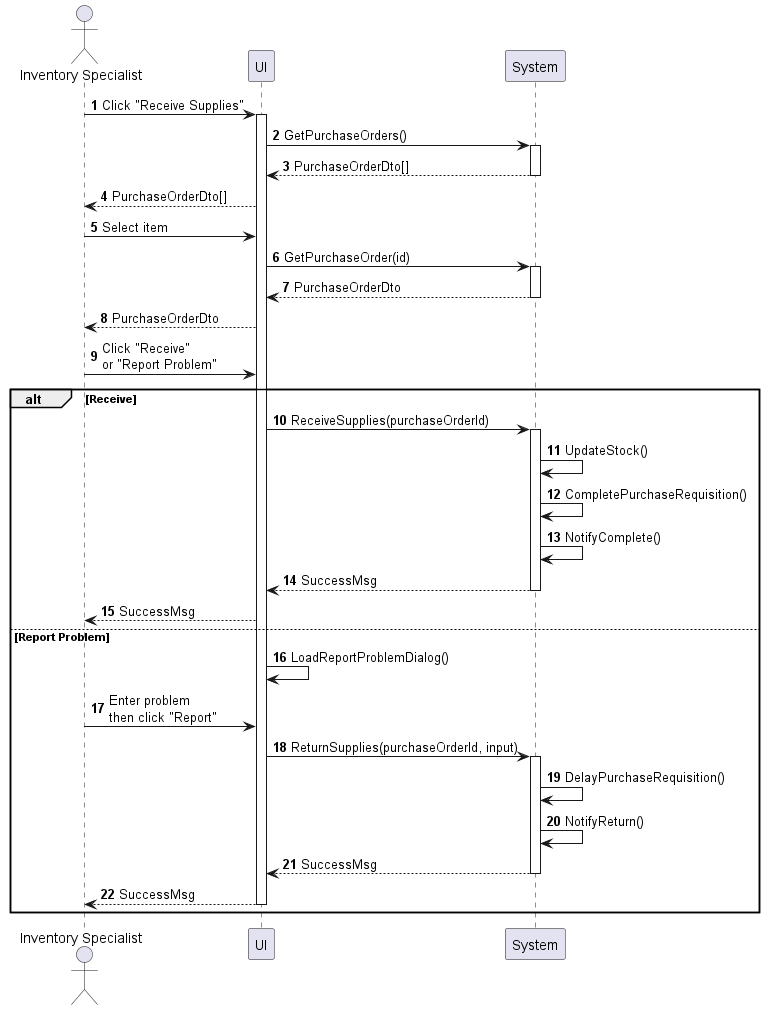 Inventory Specialist
UI
System
1 Click "Receive Supplies"
2 GetPurchaseOrders()
3 PurchaseOrderDto[]
4 PurchaseOrderDto[]
5 Select item
6 GetPurchaseOrder(id)
7 PurchaseOrderDto
8 PurchaseOrderDto
9 Click "Receive"
or "Report Problem"
alt [Receive]
10 ReceiveSupplies(purchaseOrderId)
11 UpdateStock()
12 CompletePurchaseRequisition()
13 NotifyComplete()
14 SuccessMsg
15 SuccessMsg
[Report Problem]
16 LoadReportProblemDialog()
17 Enter problem
then click "Report"
18 ReturnSupplies(purchaseOrderId, input)
19 DelayPurchaseRequisition()
20 NotifyReturn()
21 SuccessMsg
22 SuccessMsg
Inventory Specialist
UI
System